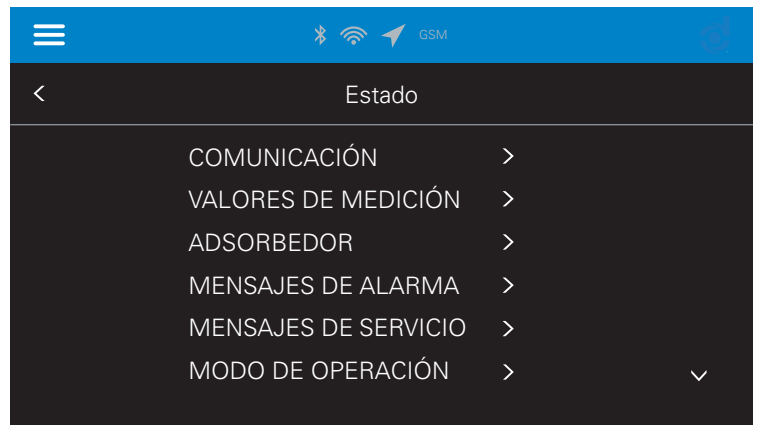 GSM
Estado
COMUNICACIÓN
VALORES DE MEDICIÓN
ADSORBEDOR
MENSAJES DE ALARMA
MENSAJES DE SERVICIO
MODO DE OPERACIÓN